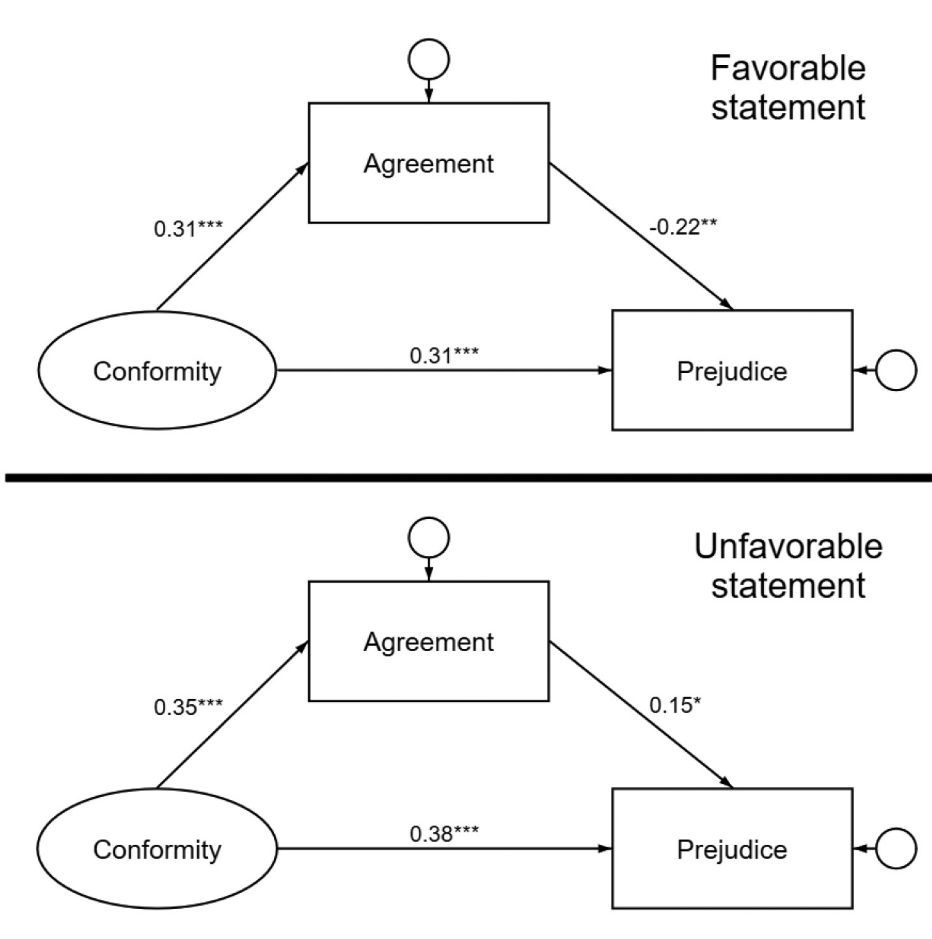 Favorable
statement
Agreement
0.31***
-0.22**
Conformity
0.31***
Prejudice
Unfavorable
statement
Agreement
0.35***
0.15*
Conformity
0.38***
Prejudice